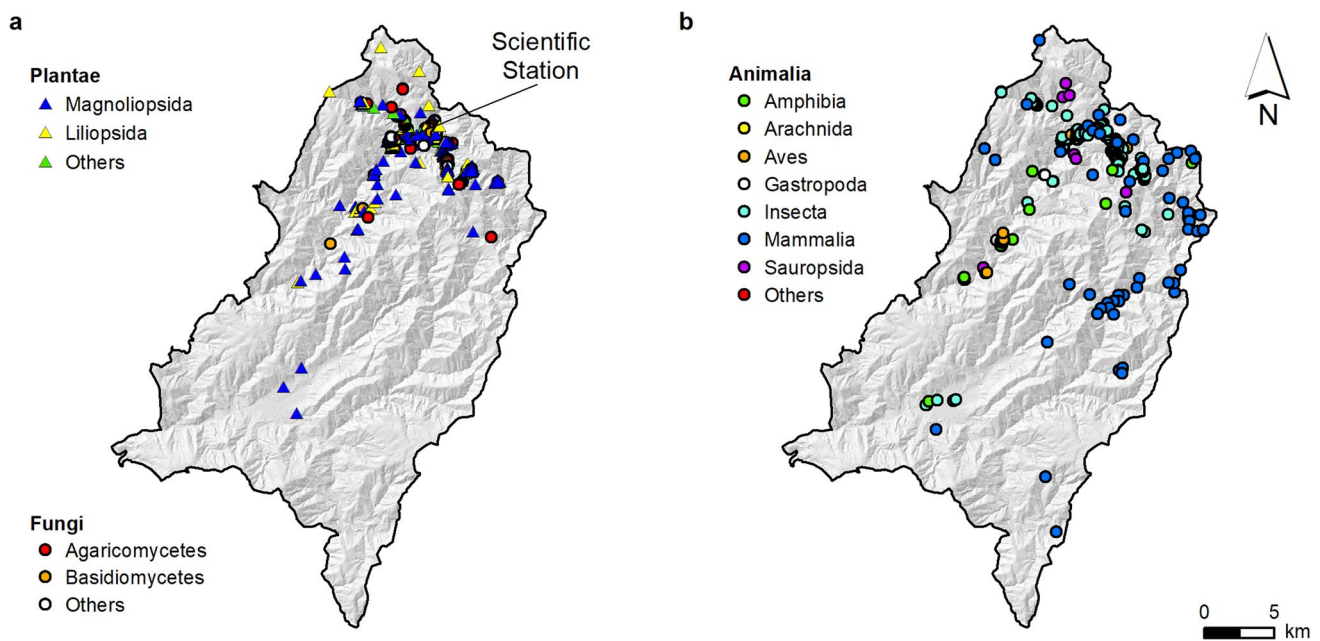 a
Scientific
Station
Plantae
Magnoliopsida
Liliopsida
Others
Fungi
Agaricomycetes
Basidiomycetes
Others
b
N
Animalia
Amphibia
Arachnida
Aves
Gastropoda
Insecta
Mammalia
Sauropsida
Others
0 5
km